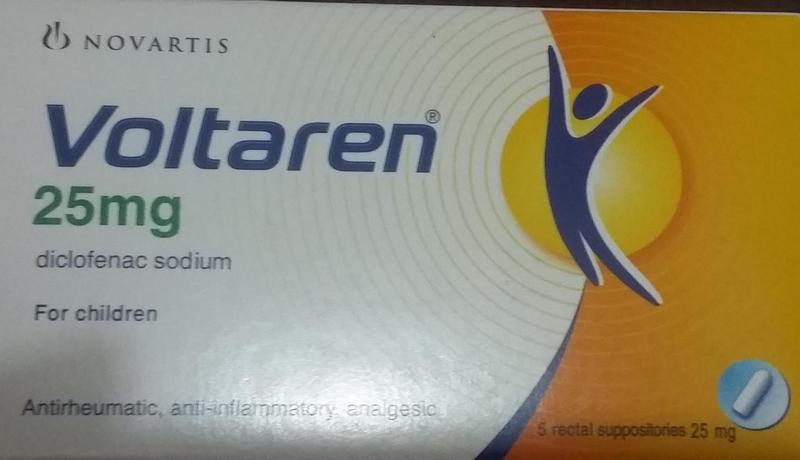 NOVARTIS
Voltaren®
25mg
diclofenac sodium
For children
Antirheumatic, anti-inflammatory, analgesic
5 rectal suppositories 25 mg